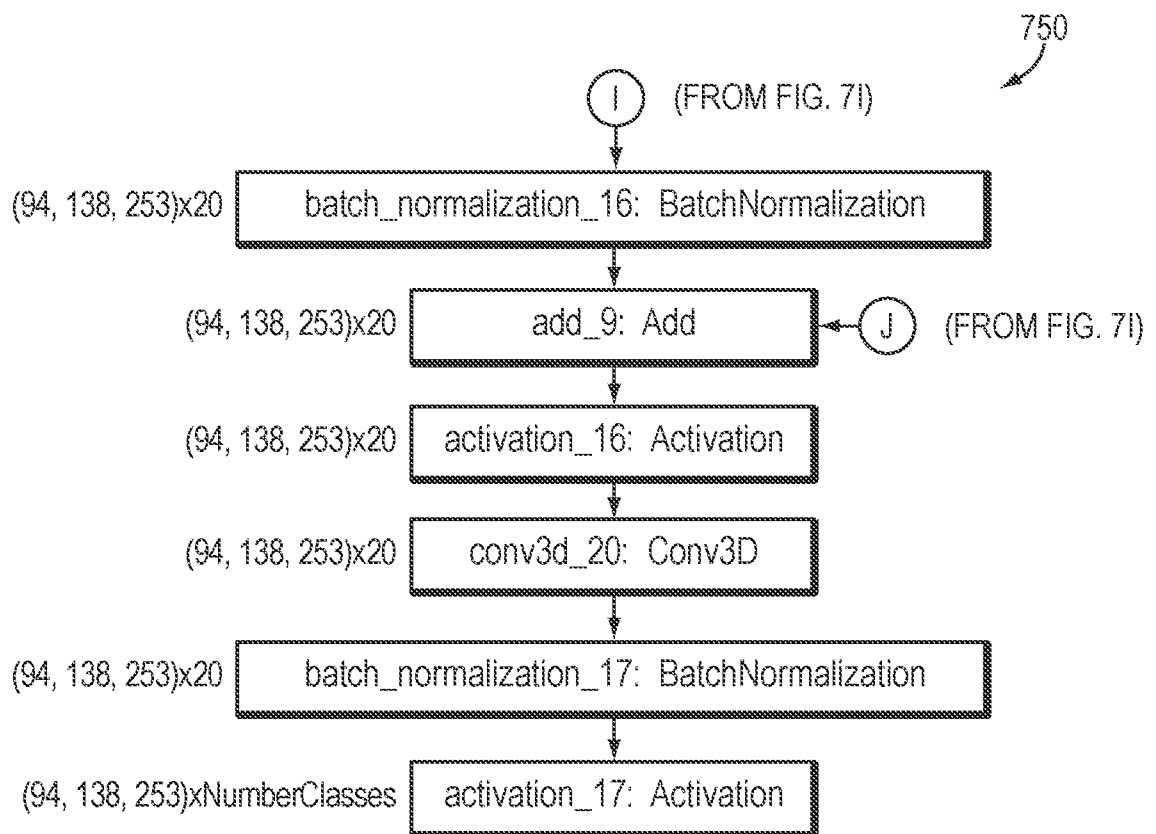 750
I (FROM FIG. 7I)
(94, 138, 253)x20 batch_normalization_16: BatchNormalization
(94, 138, 253)x20 add_9: Add J (FROM FIG. 7I)
(94, 138, 253)x20 activation_16: Activation
(94, 138, 253)x20 conv3d_20: Conv3D
(94, 138, 253)x20 batch_normalization_17: BatchNormalization
(94, 138, 253)xNumberClasses activation_17: Activation